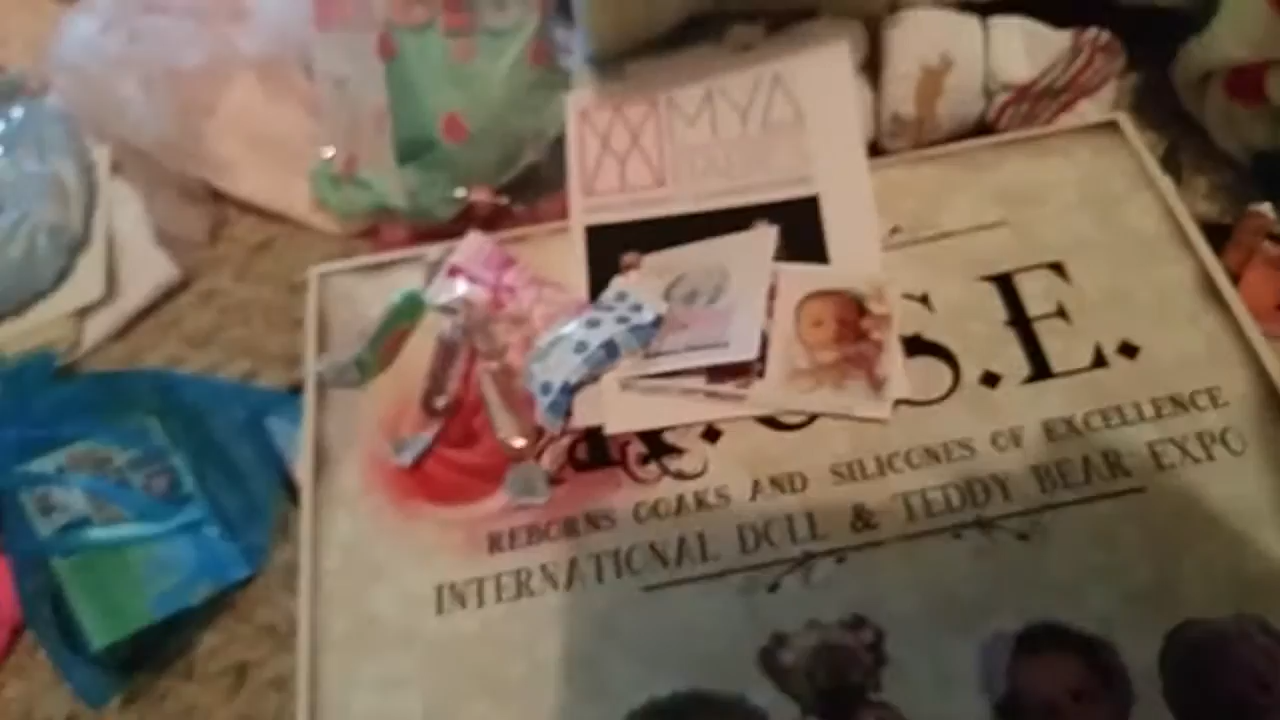 MYA
S.E.
REBORNS OOAKS AND SILICONES OF EXCELLENCE
INTERNATIONAL DOLL & TEDDY BEAR EXPO